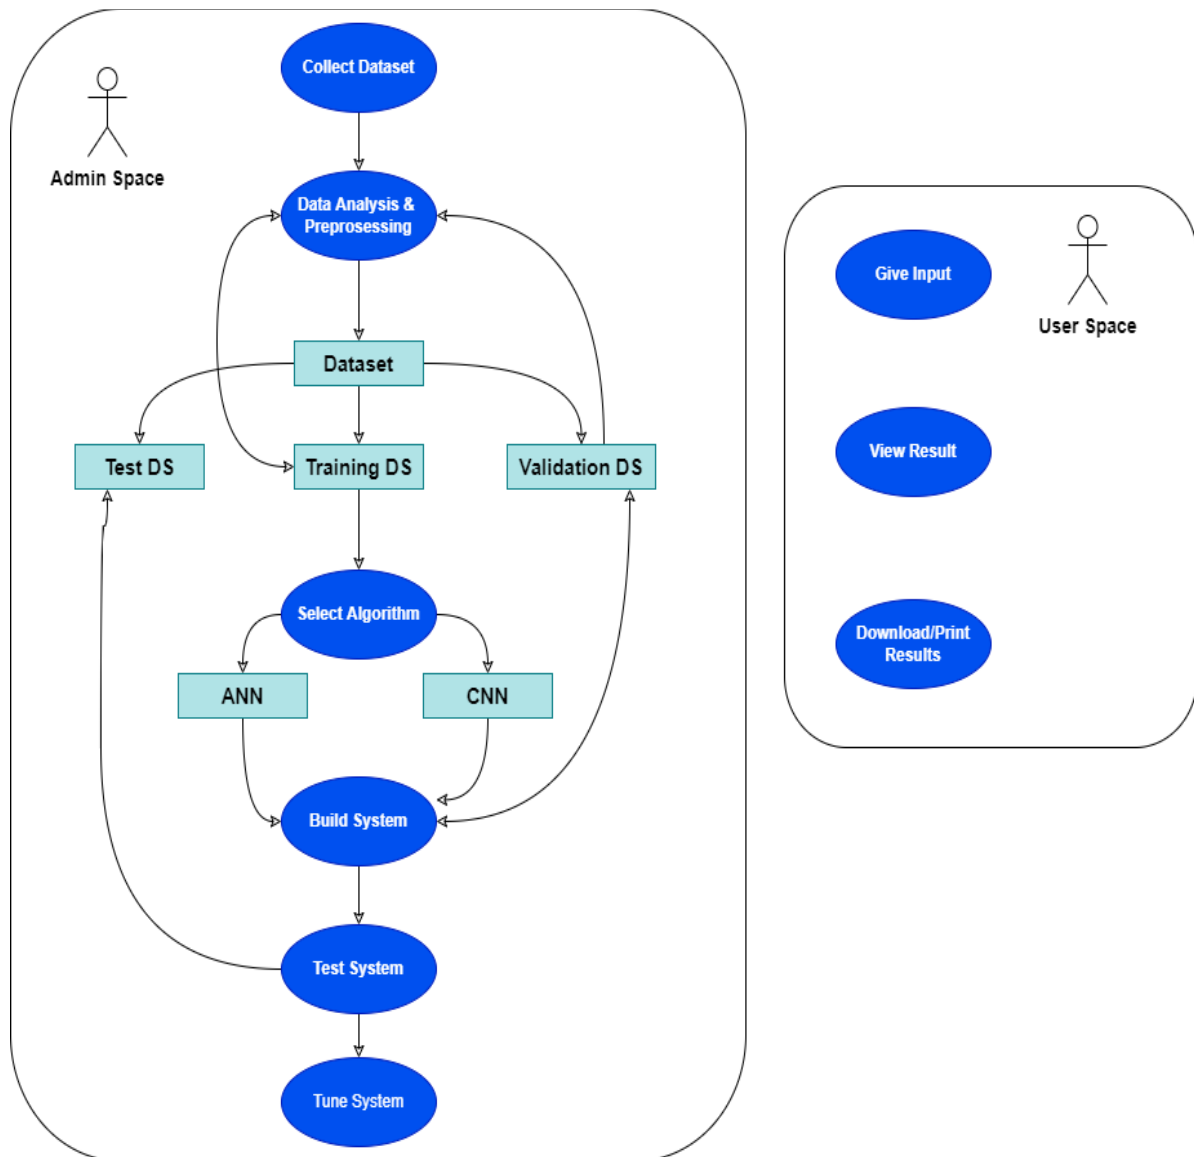 Collect Dataset
Admin Space
Data Analysis &
Preprosessing
Dataset
Test DS
Training DS
Validation DS
Select Algorithm
ANN
CNN
Build System
Test System
Tune System
Give Input
User Space
View Result
Download/Print
Results